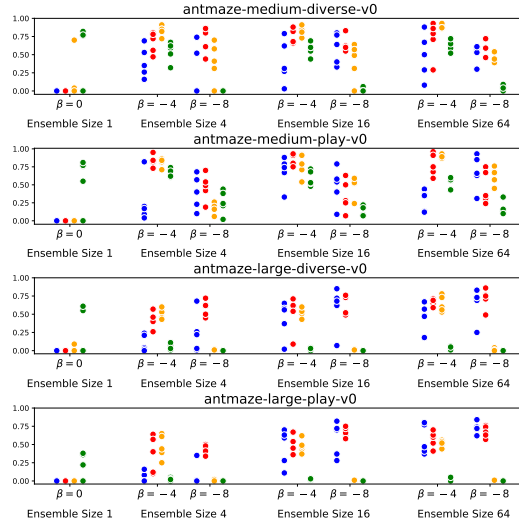 antmaze-medium-diverse-v0
1.00
0.75
0.50
0.25
0.00
β = 0 β = −4 β = −8 β = −4 β = −8 β = −4 β = −8
Ensemble Size 1 Ensemble Size 4 Ensemble Size 16 Ensemble Size 64
antmaze-medium-play-v0
1.00
0.75
0.50
0.25
0.00
β = 0 β = −4 β = −8 β = −4 β = −8 β = −4 β = −8
Ensemble Size 1 Ensemble Size 4 Ensemble Size 16 Ensemble Size 64
antmaze-large-diverse-v0
1.00
0.75
0.50
0.25
0.00
β = 0 β = −4 β = −8 β = −4 β = −8 β = −4 β = −8
Ensemble Size 1 Ensemble Size 4 Ensemble Size 16 Ensemble Size 64
antmaze-large-play-v0
1.00
0.75
0.50
0.25
0.00
β = 0 β = −4 β = −8 β = −4 β = −8 β = −4 β = −8
Ensemble Size 1 Ensemble Size 4 Ensemble Size 16 Ensemble Size 64